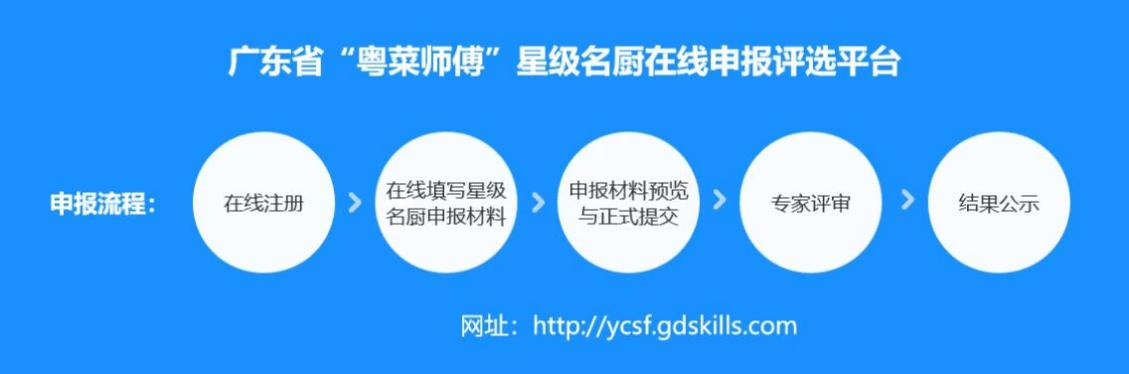 广东省“粤菜师傅”星级名厨在线申报评选平台
申报流程：
在线注册
在线填写星级
名厨申报材料
申报材料预览
与正式提交
专家评审
结果公示
网址：http://ycsf.gdskills.com